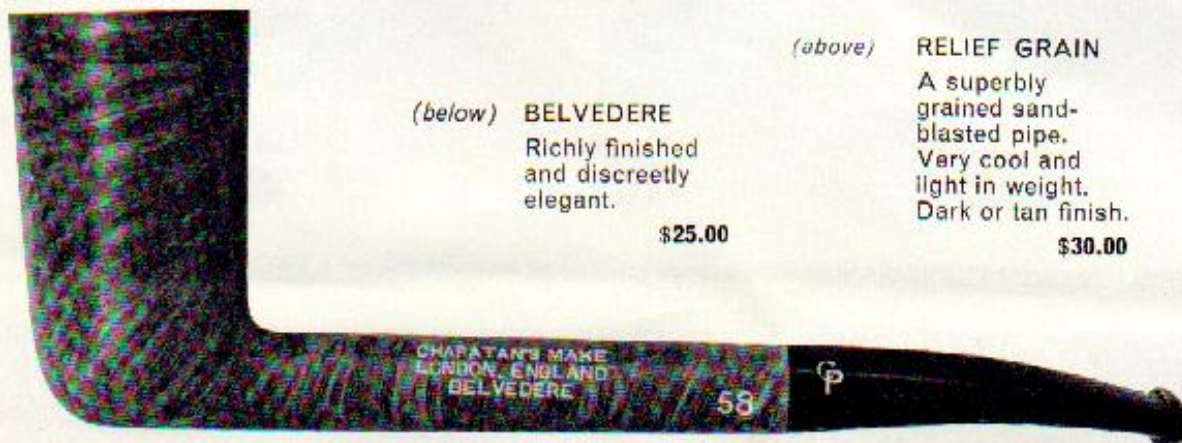 (above) RELIEF GRAIN
A superbly
grained sand-
blasted pipe.
Very cool and
light in weight.
Dark or tan finish.
$30.00
(below) BELVEDERE
Richly finished
and discreetly
elegant.
$25.00
CHARATAN'S MAKE
LONDON, ENGLAND
BELVEDERE
58
CP